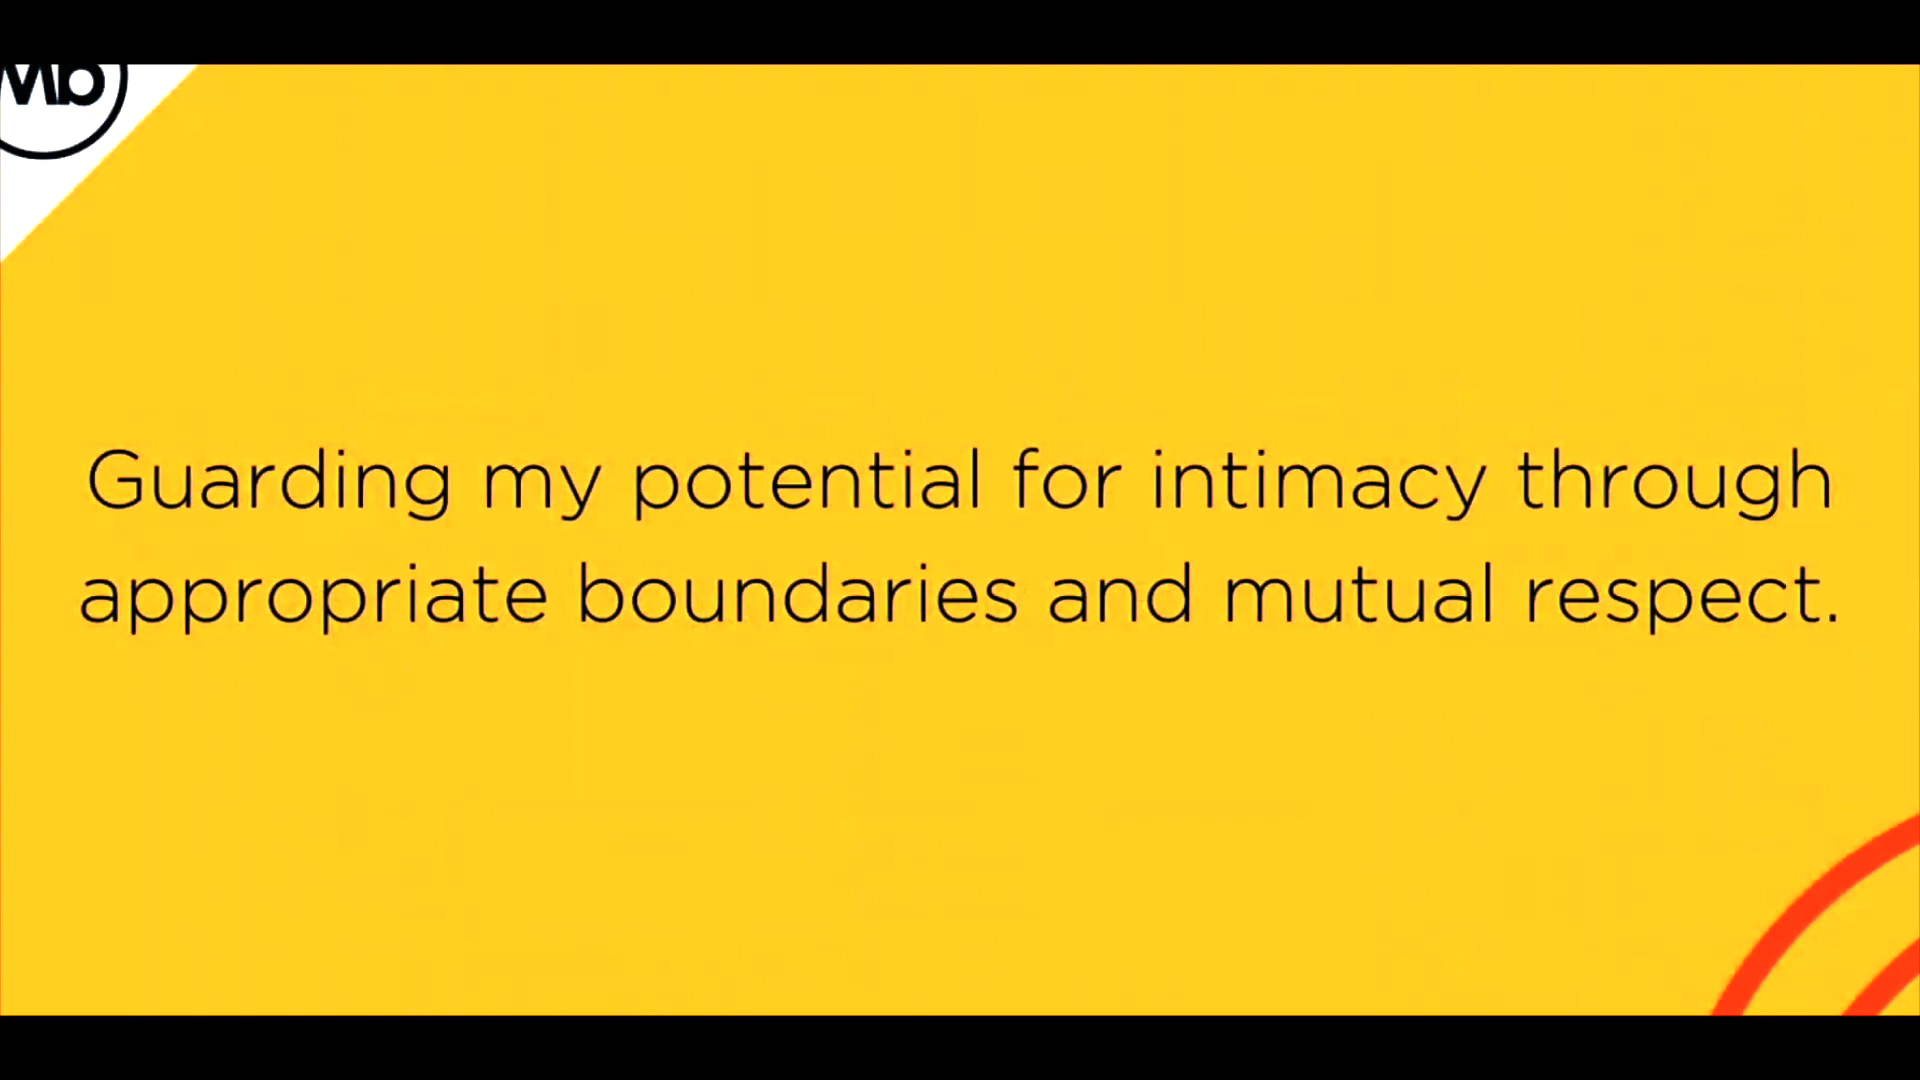 Guarding my potential for intimacy through
appropriate boundaries and mutual respect.